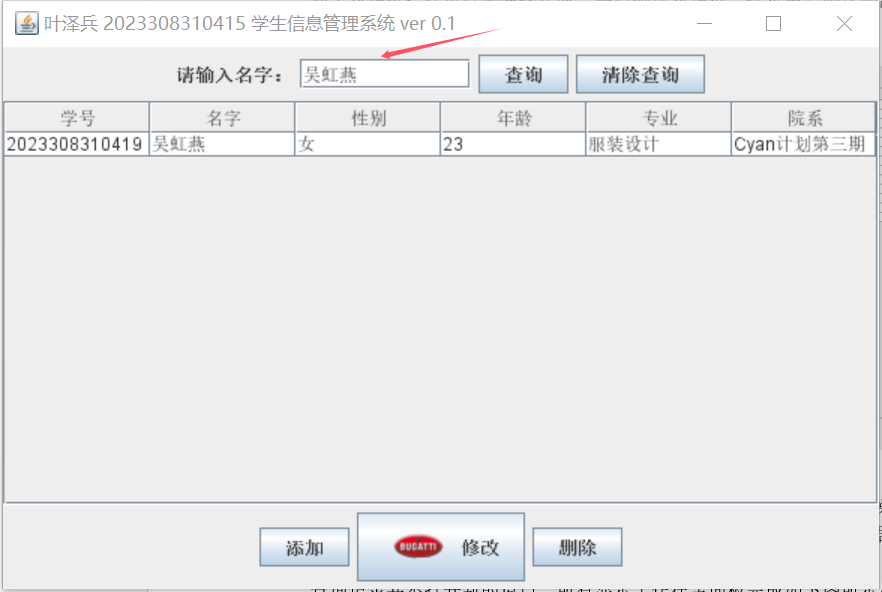 叶泽兵 2023308310415 学生信息管理系统 ver 0.1
请输入名字： 吴虹燕 查询 清除查询
学号 名字 性别 年龄 专业 院系
2023308310419 吴虹燕 女 23 服装设计 Cyan计划第三期
添加 BUGATTI 修改 删除